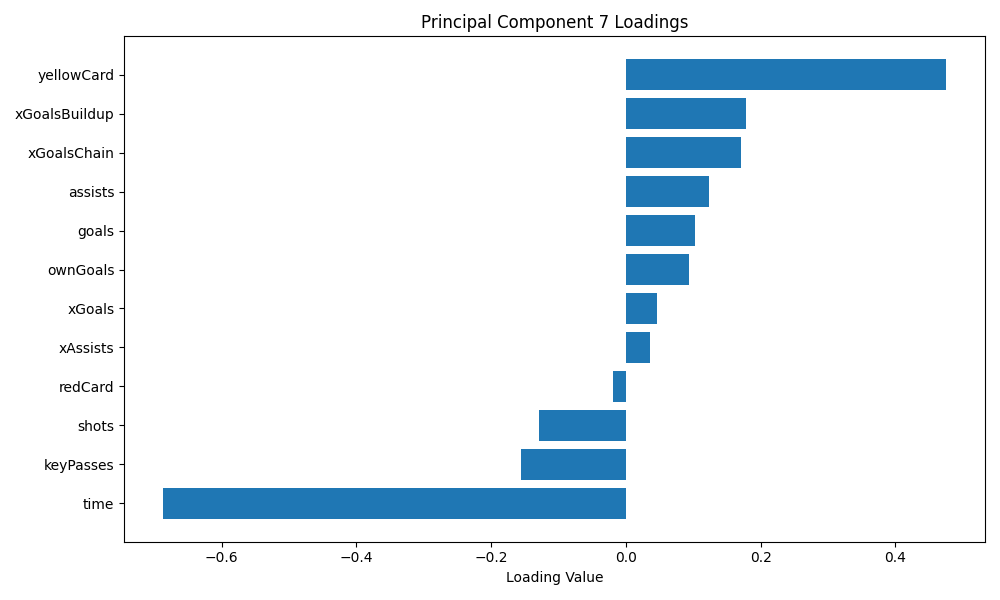 Principal Component 7 Loadings
yellowCard
xGoalsBuildup
xGoalsChain
assists
goals
ownGoals
xGoals
xAssists
redCard
shots
keyPasses
time
−0.6 −0.4 −0.2 0.0 0.2 0.4
Loading Value